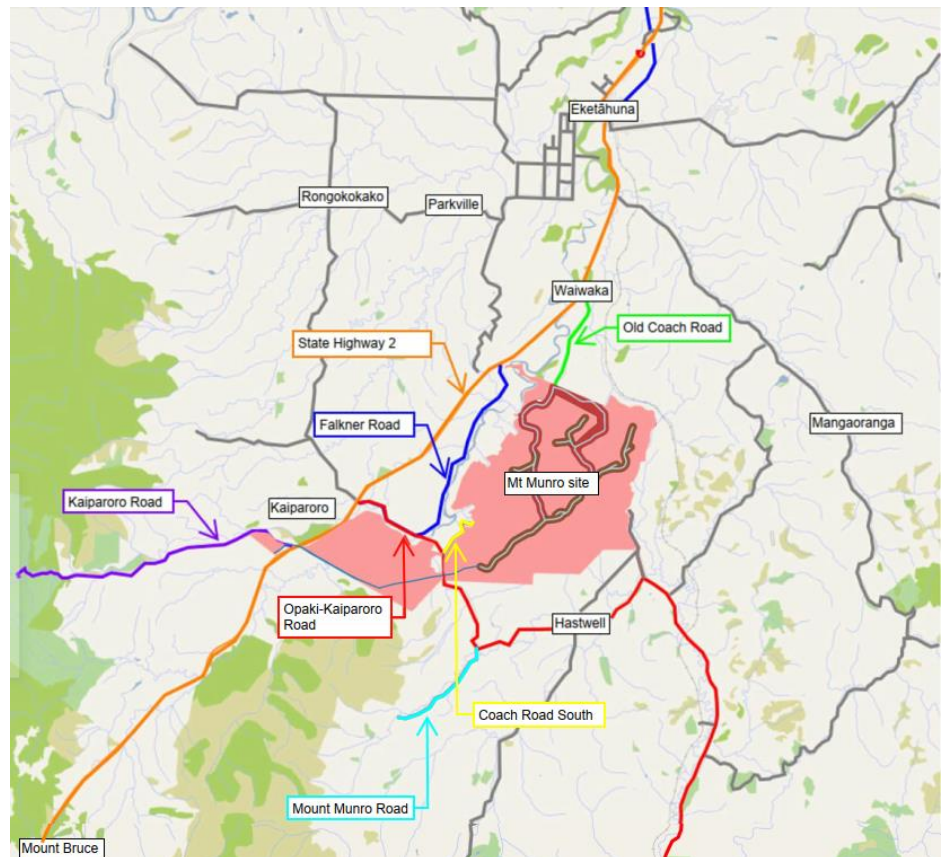 Eketāhuna
Rongokokako
Parkville
Waiwaka
Old Coach Road
State Highway 2
Falkner Road
Mangaoranga
Mt Munro site
Kaiparoro Road
Kaiparoro
Opaki-Kaiparoro
Road
Hastwell
Coach Road South
Mount Munro Road
Mount Bruce